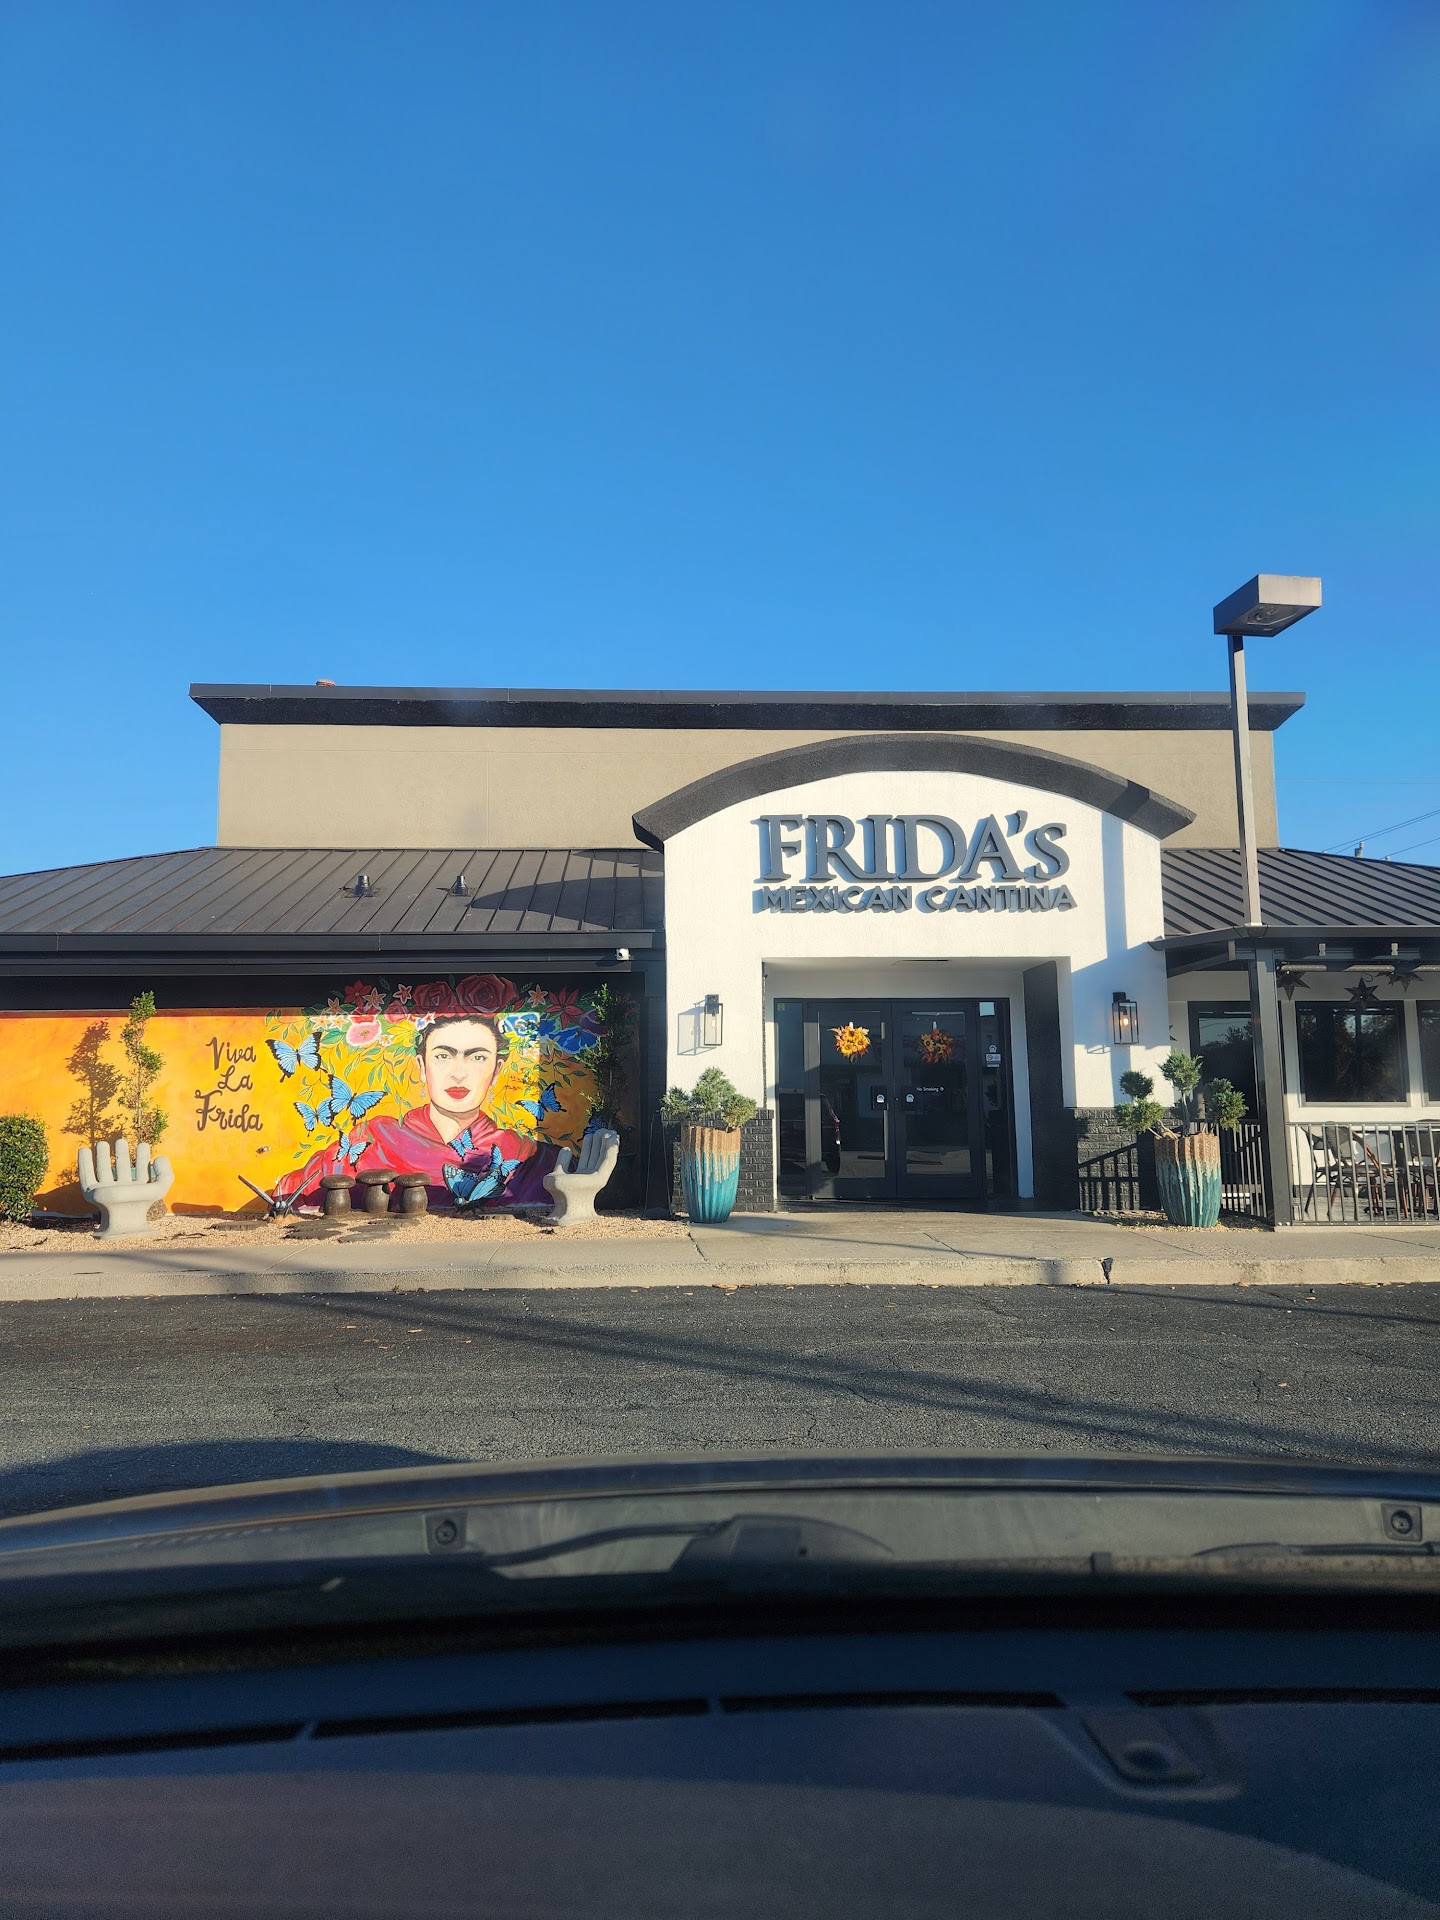 FRIDA's
MEXICAN CANTINA
Viva
La
Frida
No Smoking